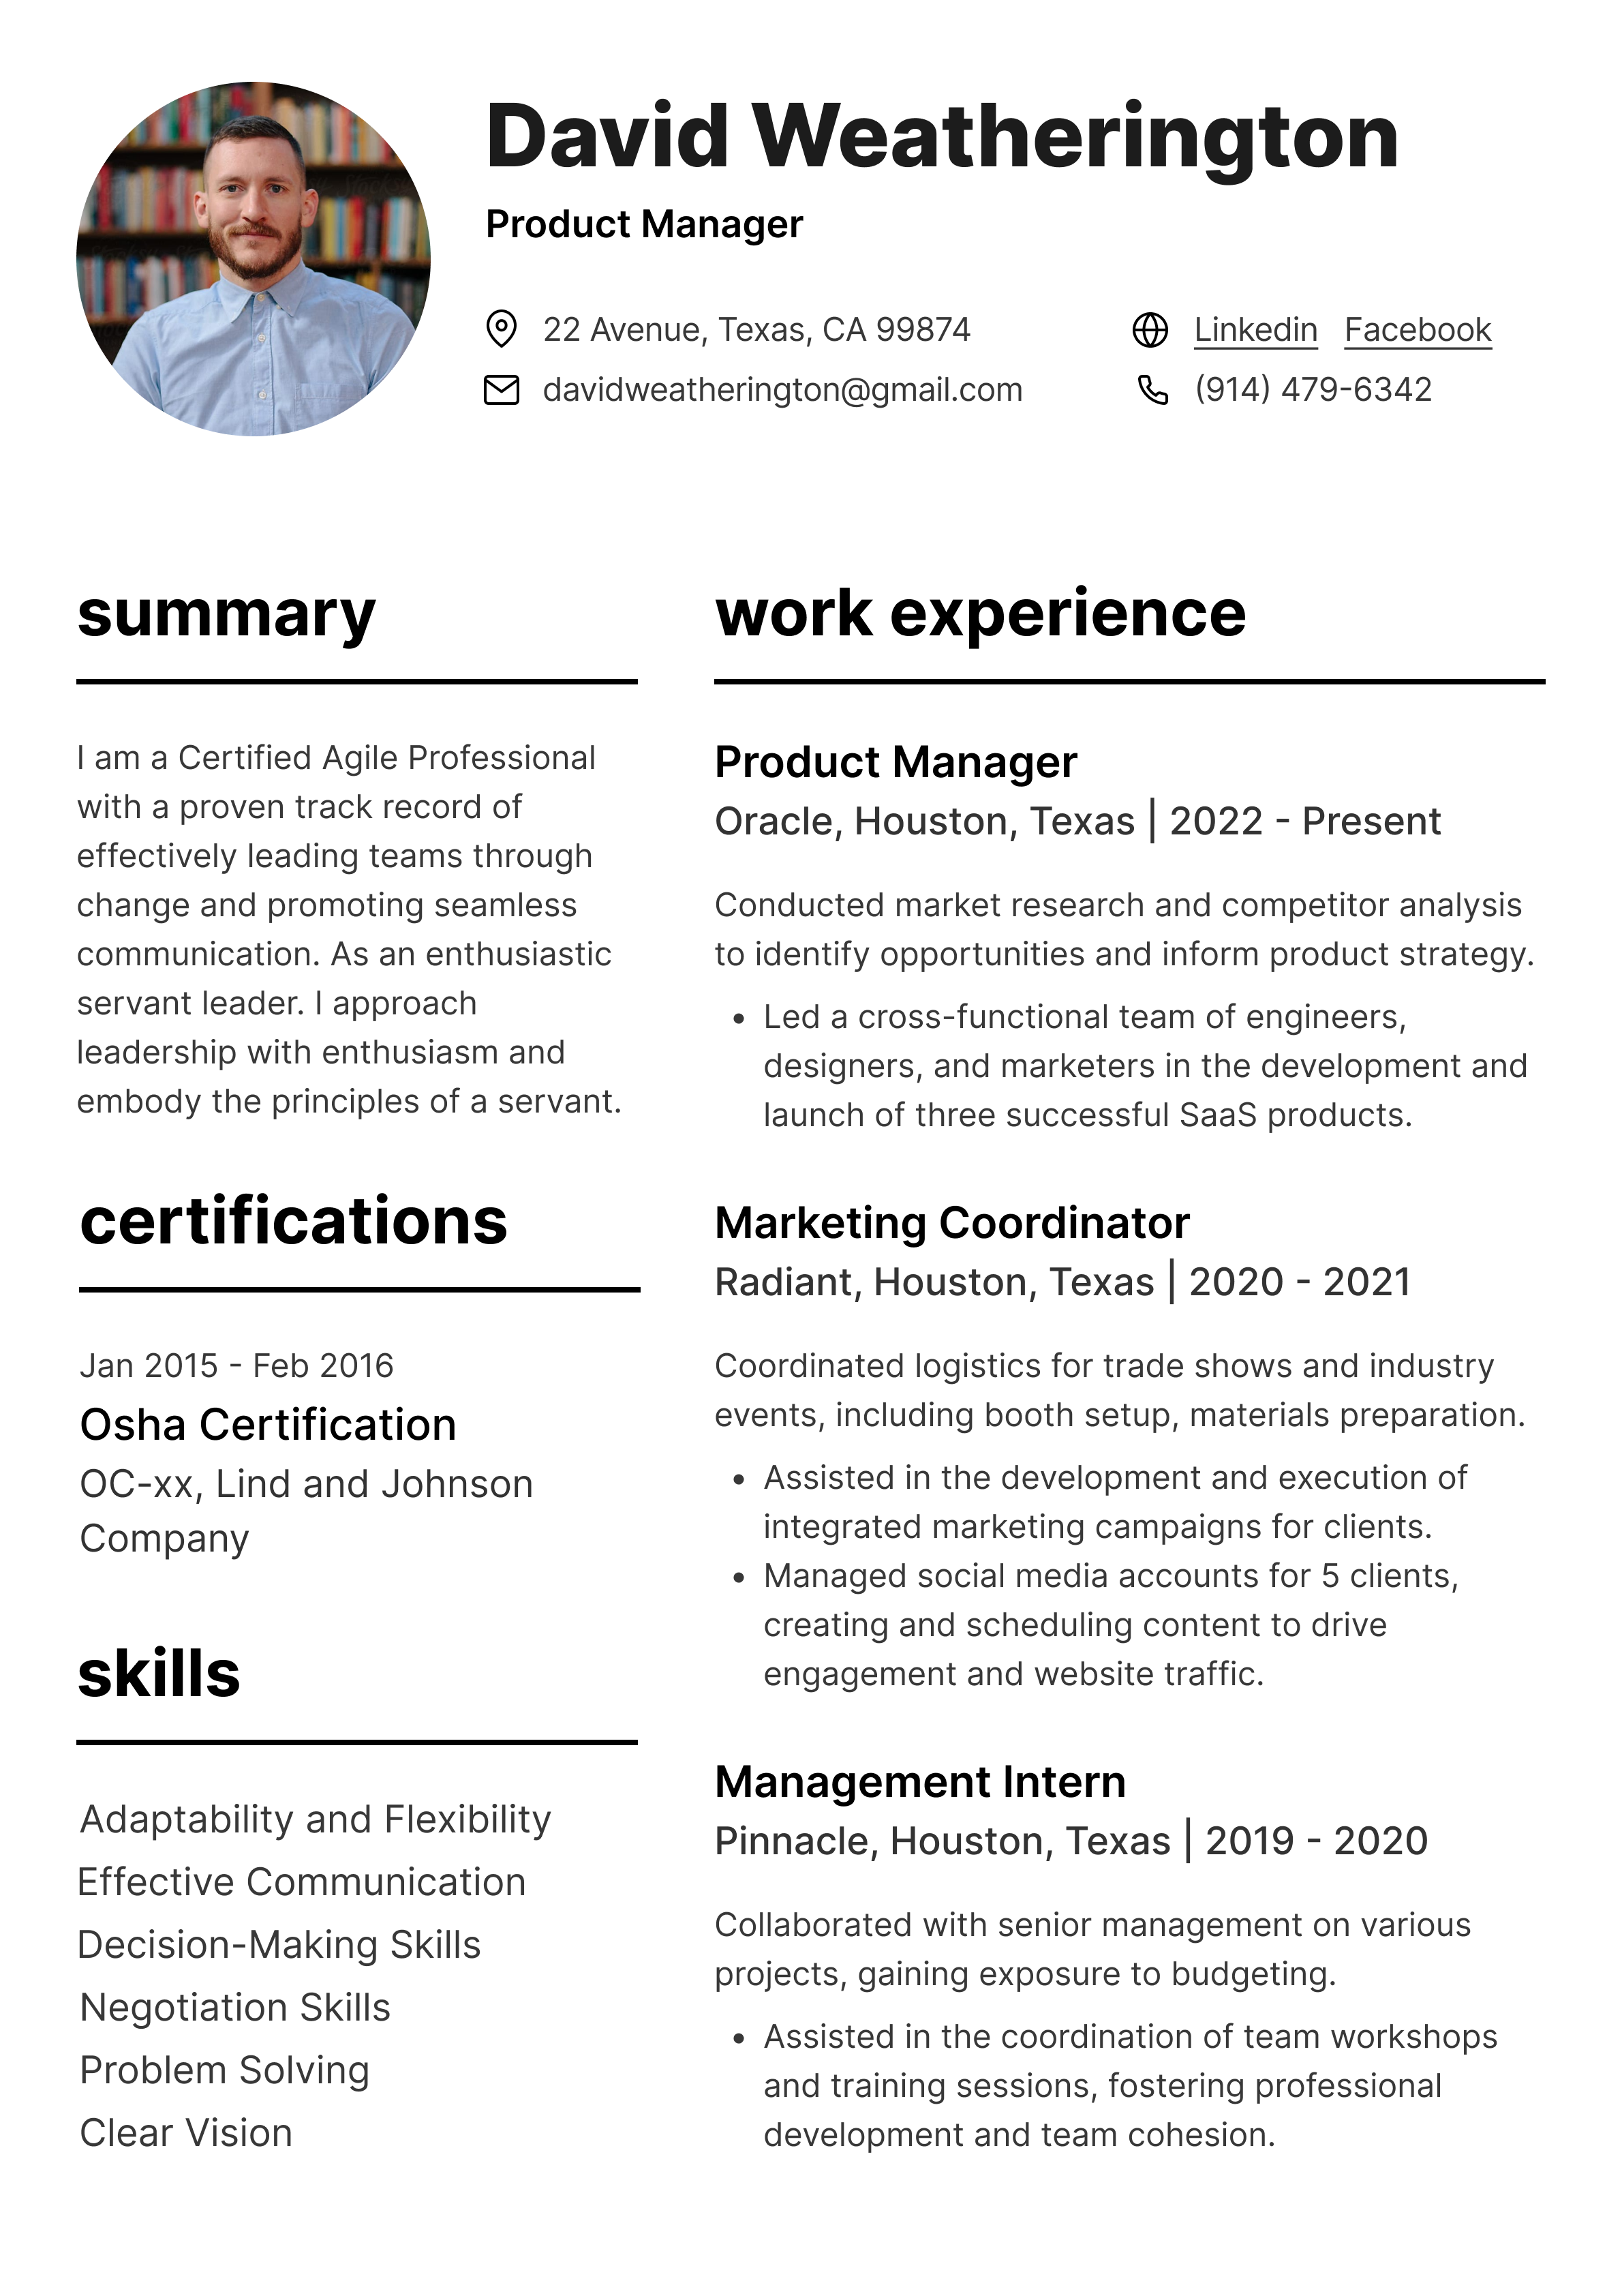 David Weatherington
Product Manager
22 Avenue, Texas, CA 99874
Linkedin Facebook
davidweatherington@gmail.com
(914) 479-6342
summary
I am a Certified Agile Professional
with a proven track record of
effectively leading teams through
change and promoting seamless
communication. As an enthusiastic
servant leader. I approach
leadership with enthusiasm and
embody the principles of a servant.
certifications
Jan 2015 - Feb 2016
Osha Certification
OC-xx, Lind and Johnson
Company
skills
Adaptability and Flexibility
Effective Communication
Decision-Making Skills
Negotiation Skills
Problem Solving
Clear Vision
work experience
Product Manager
Oracle, Houston, Texas | 2022 - Present
Conducted market research and competitor analysis
to identify opportunities and inform product strategy.
• Led a cross-functional team of engineers,
designers, and marketers in the development and
launch of three successful SaaS products.
Marketing Coordinator
Radiant, Houston, Texas | 2020 - 2021
Coordinated logistics for trade shows and industry
events, including booth setup, materials preparation.
• Assisted in the development and execution of
integrated marketing campaigns for clients.
• Managed social media accounts for 5 clients,
creating and scheduling content to drive
engagement and website traffic.
Management Intern
Pinnacle, Houston, Texas | 2019 - 2020
Collaborated with senior management on various
projects, gaining exposure to budgeting.
• Assisted in the coordination of team workshops
and training sessions, fostering professional
development and team cohesion.